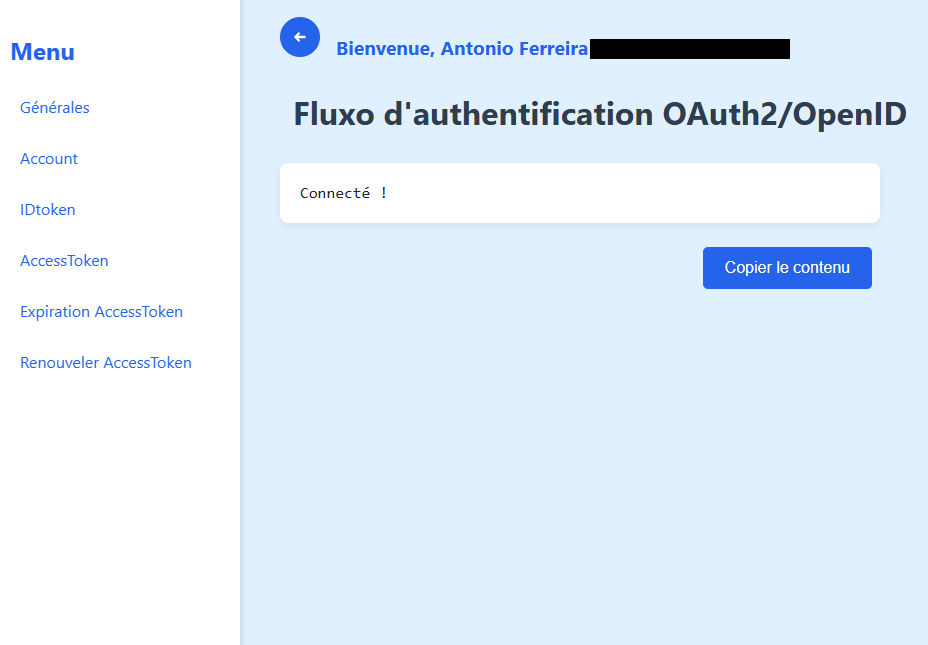 Menu
Générales
Account
IDtoken
AccessToken
Expiration AccessToken
Renouveler AccessToken
Bienvenue, Antonio Ferreira
Fluxo d'authentification OAuth2/OpenID
Connecté !
Copier le contenu